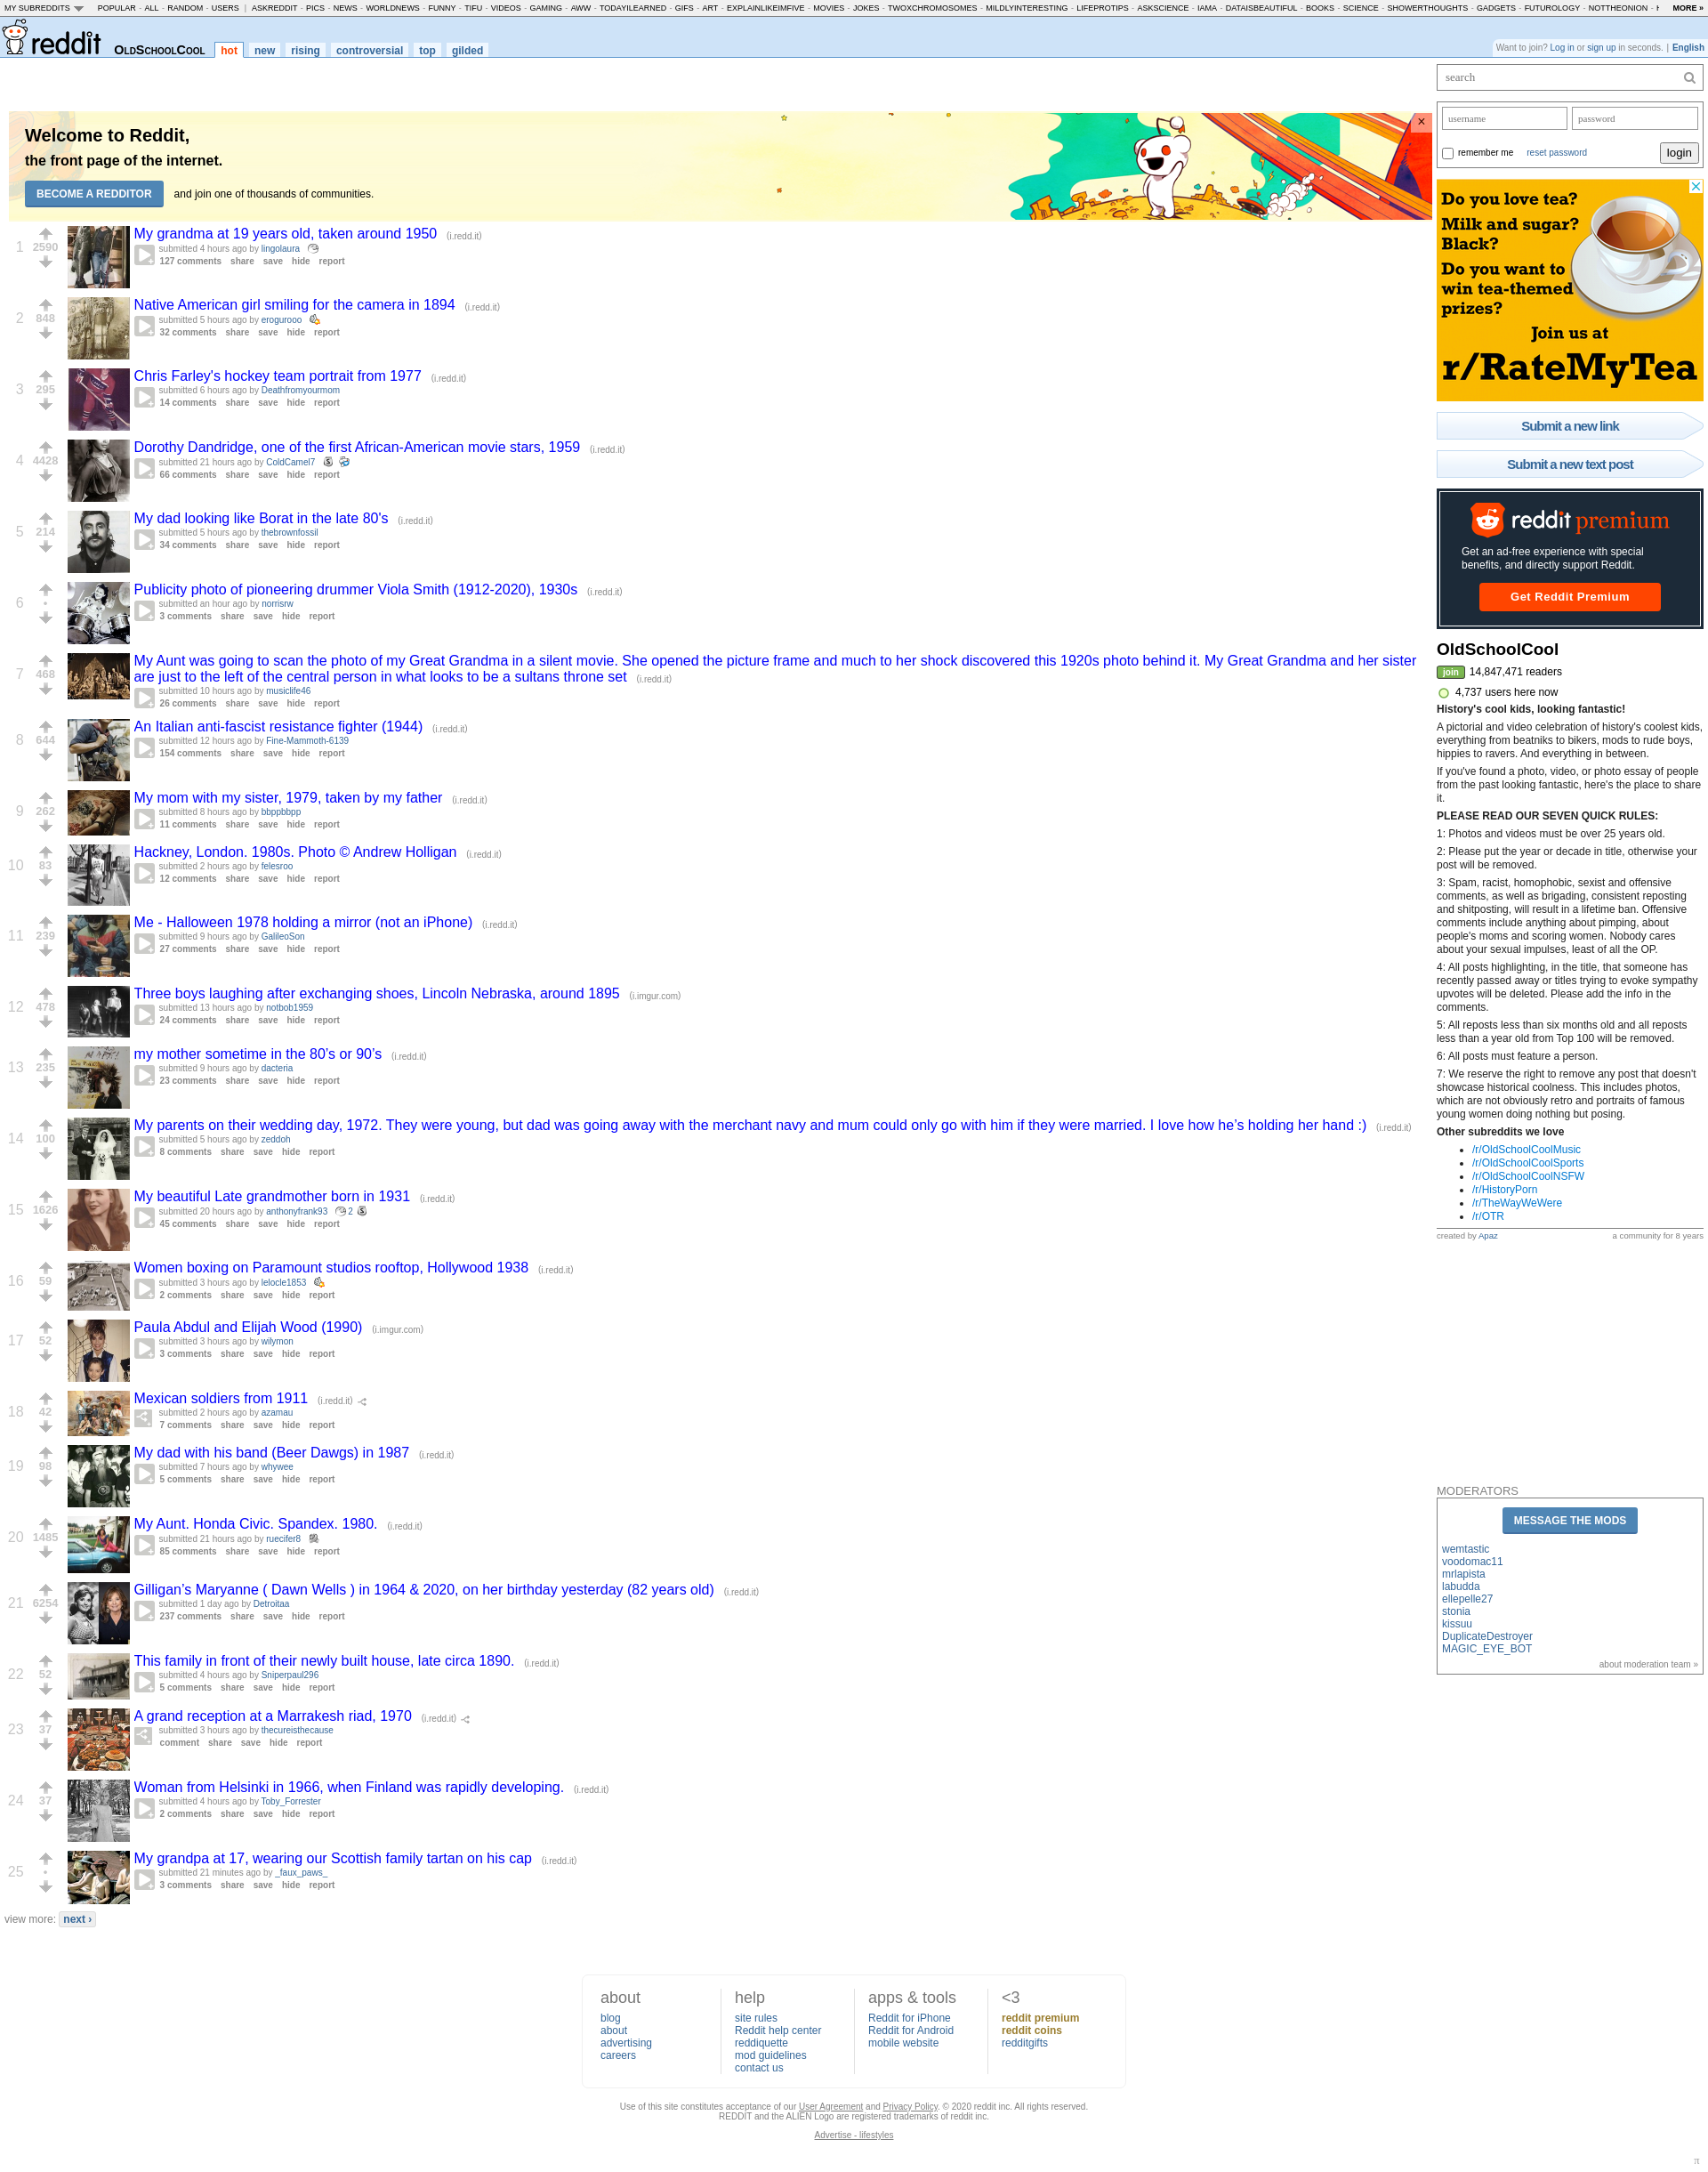 MY SUBREDDITS POPULAR - ALL - RANDOM - USERS | ASKREDDIT - PICS - NEWS - WORLDNEWS - FUNNY - TIFU - VIDEOS - GAMING - AWW - TODAYILEARNED - GIFS - ART - EXPLAINLIKEIMFIVE - MOVIES - JOKES - TWOXCHROMOSOMES - MILDLYINTERESTING - LIFEPROTIPS - ASKSCIENCE - IAMA - DATAISBEAUTIFUL - BOOKS - SCIENCE - SHOWERTHOUGHTS - GADGETS - FUTUROLOGY - NOTTHEONION - MORE »
reddit OldSchoolCool hot new rising controversial top gilded
Want to join? Log in or sign up in seconds. | English
Welcome to Reddit,
the front page of the internet.
BECOME A REDDITOR and join one of thousands of communities.
×
1 2590 My grandma at 19 years old, taken around 1950 (i.redd.it)
submitted 4 hours ago by lingolaura
127 comments share save hide report
2 848 Native American girl smiling for the camera in 1894 (i.redd.it)
submitted 5 hours ago by erogurooo
32 comments share save hide report
3 295 Chris Farley's hockey team portrait from 1977 (i.redd.it)
submitted 6 hours ago by Deathfromyourmom
14 comments share save hide report
4 4428 Dorothy Dandridge, one of the first African-American movie stars, 1959 (i.redd.it)
submitted 21 hours ago by ColdCamel7
66 comments share save hide report
5 214 My dad looking like Borat in the late 80's (i.redd.it)
submitted 5 hours ago by thebrownfossil
34 comments share save hide report
6 • Publicity photo of pioneering drummer Viola Smith (1912-2020), 1930s (i.redd.it)
submitted an hour ago by norrisrw
3 comments share save hide report
7 468 My Aunt was going to scan the photo of my Great Grandma in a silent movie. She opened the picture frame and much to her shock discovered this 1920s photo behind it. My Great Grandma and her sister
are just to the left of the central person in what looks to be a sultans throne set (i.redd.it)
submitted 10 hours ago by musiclife46
26 comments share save hide report
8 644 An Italian anti-fascist resistance fighter (1944) (i.redd.it)
submitted 12 hours ago by Fine-Mammoth-6139
154 comments share save hide report
9 262 My mom with my sister, 1979, taken by my father (i.redd.it)
submitted 8 hours ago by bbppbbpp
11 comments share save hide report
10 83 Hackney, London. 1980s. Photo © Andrew Holligan (i.redd.it)
submitted 2 hours ago by felesroo
12 comments share save hide report
11 239 Me - Halloween 1978 holding a mirror (not an iPhone) (i.redd.it)
submitted 9 hours ago by GalileoSon
27 comments share save hide report
12 478 Three boys laughing after exchanging shoes, Lincoln Nebraska, around 1895 (i.imgur.com)
submitted 13 hours ago by notbob1959
24 comments share save hide report
13 235 my mother sometime in the 80's or 90’s (i.redd.it)
submitted 9 hours ago by dacteria
23 comments share save hide report
14 100 My parents on their wedding day, 1972. They were young, but dad was going away with the merchant navy and mum could only go with him if they were married. I love how he’s holding her hand :) (i.redd.it)
submitted 5 hours ago by zeddoh
8 comments share save hide report
15 1626 My beautiful Late grandmother born in 1931 (i.redd.it)
submitted 20 hours ago by anthonyfrank93 2
45 comments share save hide report
16 59 Women boxing on Paramount studios rooftop, Hollywood 1938 (i.redd.it)
submitted 3 hours ago by lelocle1853
2 comments share save hide report
17 52 Paula Abdul and Elijah Wood (1990) (i.imgur.com)
submitted 3 hours ago by wilymon
3 comments share save hide report
18 42 Mexican soldiers from 1911 (i.redd.it)
submitted 2 hours ago by azamau
7 comments share save hide report
19 98 My dad with his band (Beer Dawgs) in 1987 (i.redd.it)
submitted 7 hours ago by whywee
5 comments share save hide report
20 1485 My Aunt. Honda Civic. Spandex. 1980. (i.redd.it)
submitted 21 hours ago by ruecifer8
85 comments share save hide report
21 6254 Gilligan’s Maryanne ( Dawn Wells ) in 1964 & 2020, on her birthday yesterday (82 years old) (i.redd.it)
submitted 1 day ago by Detroitaa
237 comments share save hide report
22 52 This family in front of their newly built house, late circa 1890. (i.redd.it)
submitted 4 hours ago by Sniperpaul296
5 comments share save hide report
23 37 A grand reception at a Marrakesh riad, 1970 (i.redd.it)
submitted 3 hours ago by thecureisthecause
comment share save hide report
24 37 Woman from Helsinki in 1966, when Finland was rapidly developing. (i.redd.it)
submitted 4 hours ago by Toby_Forrester
2 comments share save hide report
25 • My grandpa at 17, wearing our Scottish family tartan on his cap (i.redd.it)
submitted 21 minutes ago by _faux_paws_
3 comments share save hide report
view more: next ›
search
username password
remember me reset password login
Do you love tea?
Milk and sugar?
Black?
Do you want to
win tea-themed
prizes?
Join us at
r/RateMyTea
Submit a new link
Submit a new text post
reddit premium
Get an ad-free experience with special
benefits, and directly support Reddit.
Get Reddit Premium
OldSchoolCool
join 14,847,471 readers
4,737 users here now
History's cool kids, looking fantastic!
A pictorial and video celebration of history's coolest kids,
everything from beatniks to bikers, mods to rude boys,
hippies to ravers. And everything in between.
If you've found a photo, video, or photo essay of people
from the past looking fantastic, here's the place to share
it.
PLEASE READ OUR SEVEN QUICK RULES:
1: Photos and videos must be over 25 years old.
2: Please put the year or decade in title, otherwise your
post will be removed.
3: Spam, racist, homophobic, sexist and offensive
comments, as well as brigading, consistent reposting
and shitposting, will result in a lifetime ban. Offensive
comments include anything about pimping, about
people's moms and scoring women. Nobody cares
about your sexual impulses, least of all the OP.
4: All posts highlighting, in the title, that someone has
recently passed away or titles trying to evoke sympathy
upvotes will be deleted. Please add the info in the
comments.
5: All reposts less than six months old and all reposts
less than a year old from Top 100 will be removed.
6: All posts must feature a person.
7: We reserve the right to remove any post that doesn't
showcase historical coolness. This includes photos,
which are not obviously retro and portraits of famous
young women doing nothing but posing.
Other subreddits we love
• /r/OldSchoolCoolMusic
• /r/OldSchoolCoolSports
• /r/OldSchoolCoolNSFW
• /r/HistoryPorn
• /r/TheWayWeWere
• /r/OTR
created by Apaz a community for 8 years
MODERATORS
MESSAGE THE MODS
wemtastic
voodomac11
mrlapista
labudda
ellepelle27
stonia
kissuu
DuplicateDestroyer
MAGIC_EYE_BOT
about moderation team »
about
blog
about
advertising
careers
help
site rules
Reddit help center
reddiquette
mod guidelines
contact us
apps & tools
Reddit for iPhone
Reddit for Android
mobile website
<3
reddit premium
reddit coins
redditgifts
Use of this site constitutes acceptance of our User Agreement and Privacy Policy. © 2020 reddit inc. All rights reserved.
REDDIT and the ALIEN Logo are registered trademarks of reddit inc.
Advertise - lifestyles
π